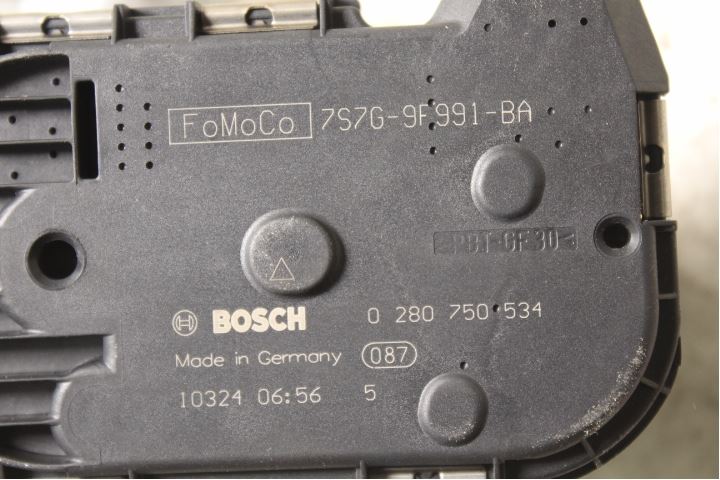 FoMoCo 7S7G-9F991-BA
PBT-GF30
BOSCH 0 280 750 534
Made in Germany 087
10324 06:56 5